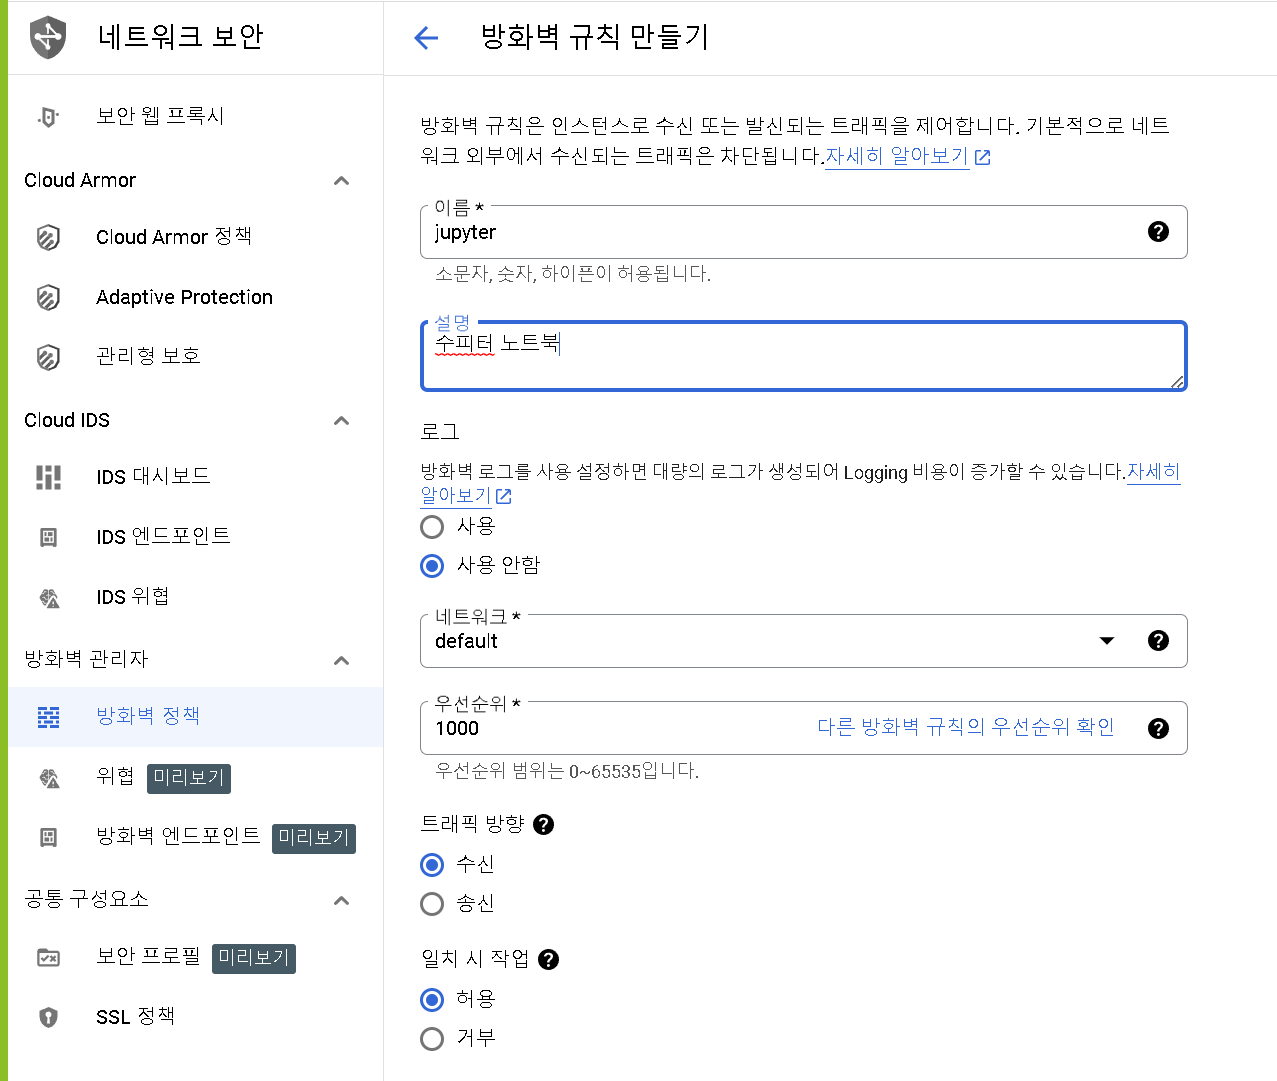 네트워크 보안
보안 웹 프록시
Cloud Armor
Cloud Armor 정책
Adaptive Protection
관리형 보호
Cloud IDS
IDS 대시보드
IDS 엔드포인트
IDS 위협
방화벽 관리자
방화벽 정책
위협 미리보기
방화벽 엔드포인트 미리보기
공통 구성요소
보안 프로필 미리보기
SSL 정책
방화벽 규칙 만들기
방화벽 규칙은 인스턴스로 수신 또는 발신되는 트래픽을 제어합니다. 기본적으로 네트
워크 외부에서 수신되는 트래픽은 차단됩니다.자세히 알아보기
이름 *
jupyter
소문자, 숫자, 하이픈이 허용됩니다.
설명
수피터 노트북
로그
방화벽 로그를 사용 설정하면 대량의 로그가 생성되어 Logging 비용이 증가할 수 있습니다.자세히
알아보기
사용
사용 안함
네트워크 *
default
우선순위 *
1000 다른 방화벽 규칙의 우선순위 확인
우선순위 범위는 0~65535입니다.
트래픽 방향
수신
송신
일치 시 작업
허용
거부